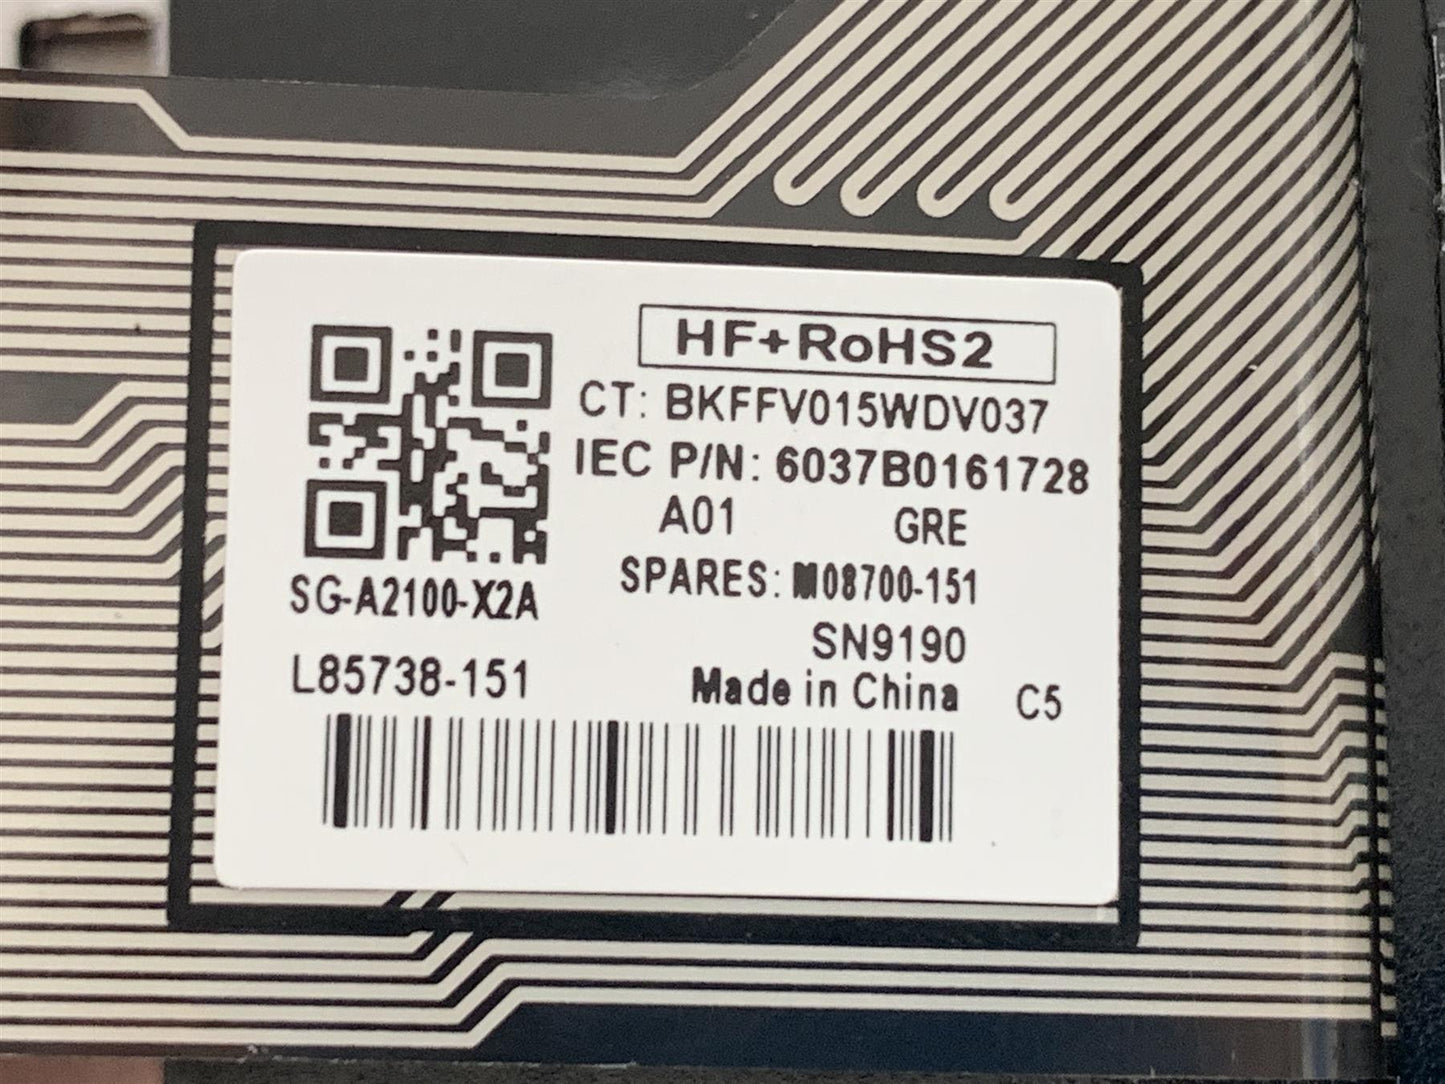 HF+RoHS2
CT: BKFFV015WDV037
IEC P/N: 6037B0161728
A01 GRE
SPARES: M08700-151
SG-A2100-X2A
SN9190
L85738-151
Made in China C5